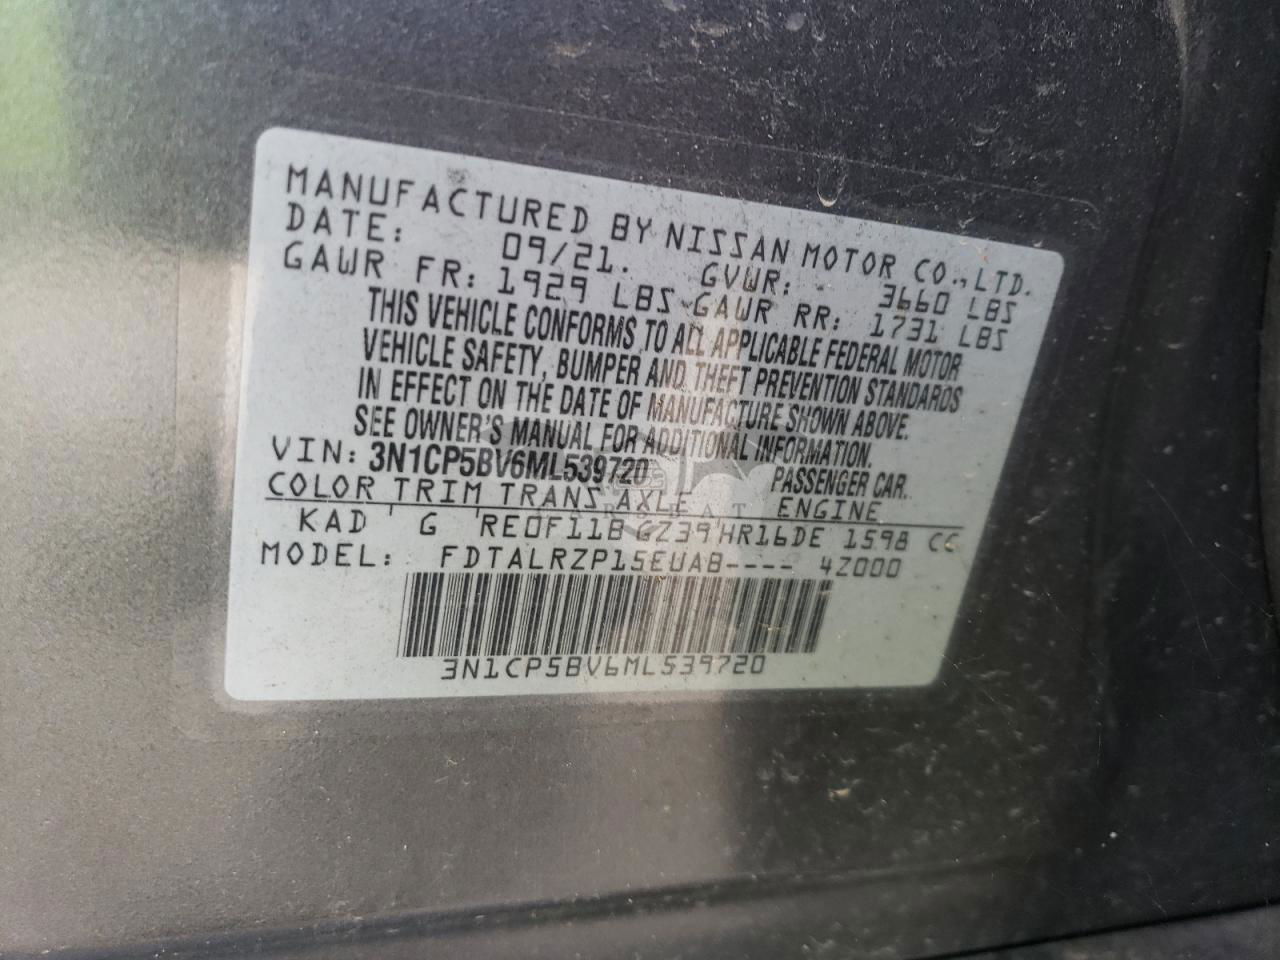 MANUFACTURED BY NISSAN MOTOR CO., LTD.
DATE: 09/21. GVWR: 3660 LBS
GAWR FR: 1929 LBS GAWR RR: 1731 LBS
THIS VEHICLE CONFORMS TO ALL APPLICABLE FEDERAL MOTOR
VEHICLE SAFETY, BUMPER AND THEFT PREVENTION STANDARDS
IN EFFECT ON THE DATE OF MANUFACTURE SHOWN ABOVE.
SEE OWNER'S MANUAL FOR ADDITIONAL INFORMATION.
VIN: 3N1CP5BV6ML539720 PASSENGER CAR.
COLOR TRIM TRANS AXLE ENGINE
KAD G RE0F11B GZ39 HR16DE 1598 CC
MODEL: FDTALRZP15EUAB---- 4Z000
3N1CP5BV6ML539720